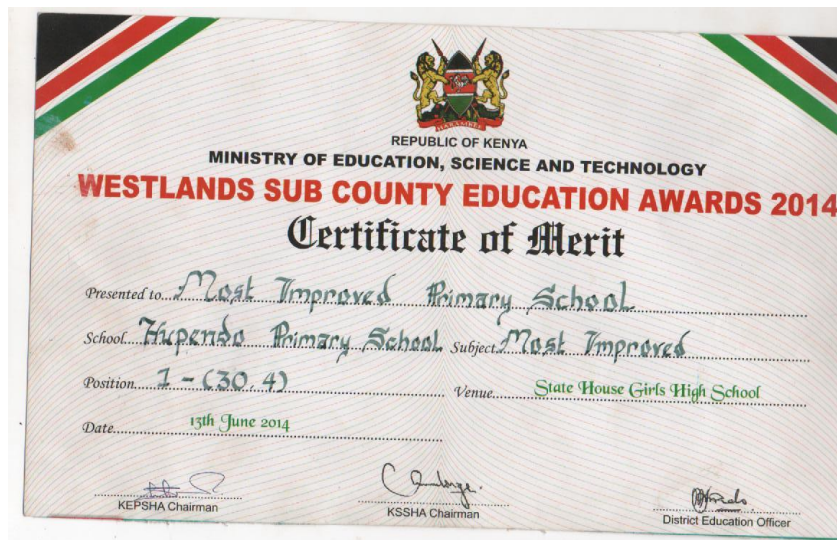 REPUBLIC OF KENYA
MINISTRY OF EDUCATION, SCIENCE AND TECHNOLOGY
WESTLANDS SUB COUNTY EDUCATION AWARDS 2014
Certificate of Merit
Presented to Most Improved Primary School
School Hupendo Primary School Subject Most Improved
Position 1 - (30.4) Venue State House Girls High School
Date 13th June 2014
KEPSHA Chairman KSSHA Chairman District Education Officer